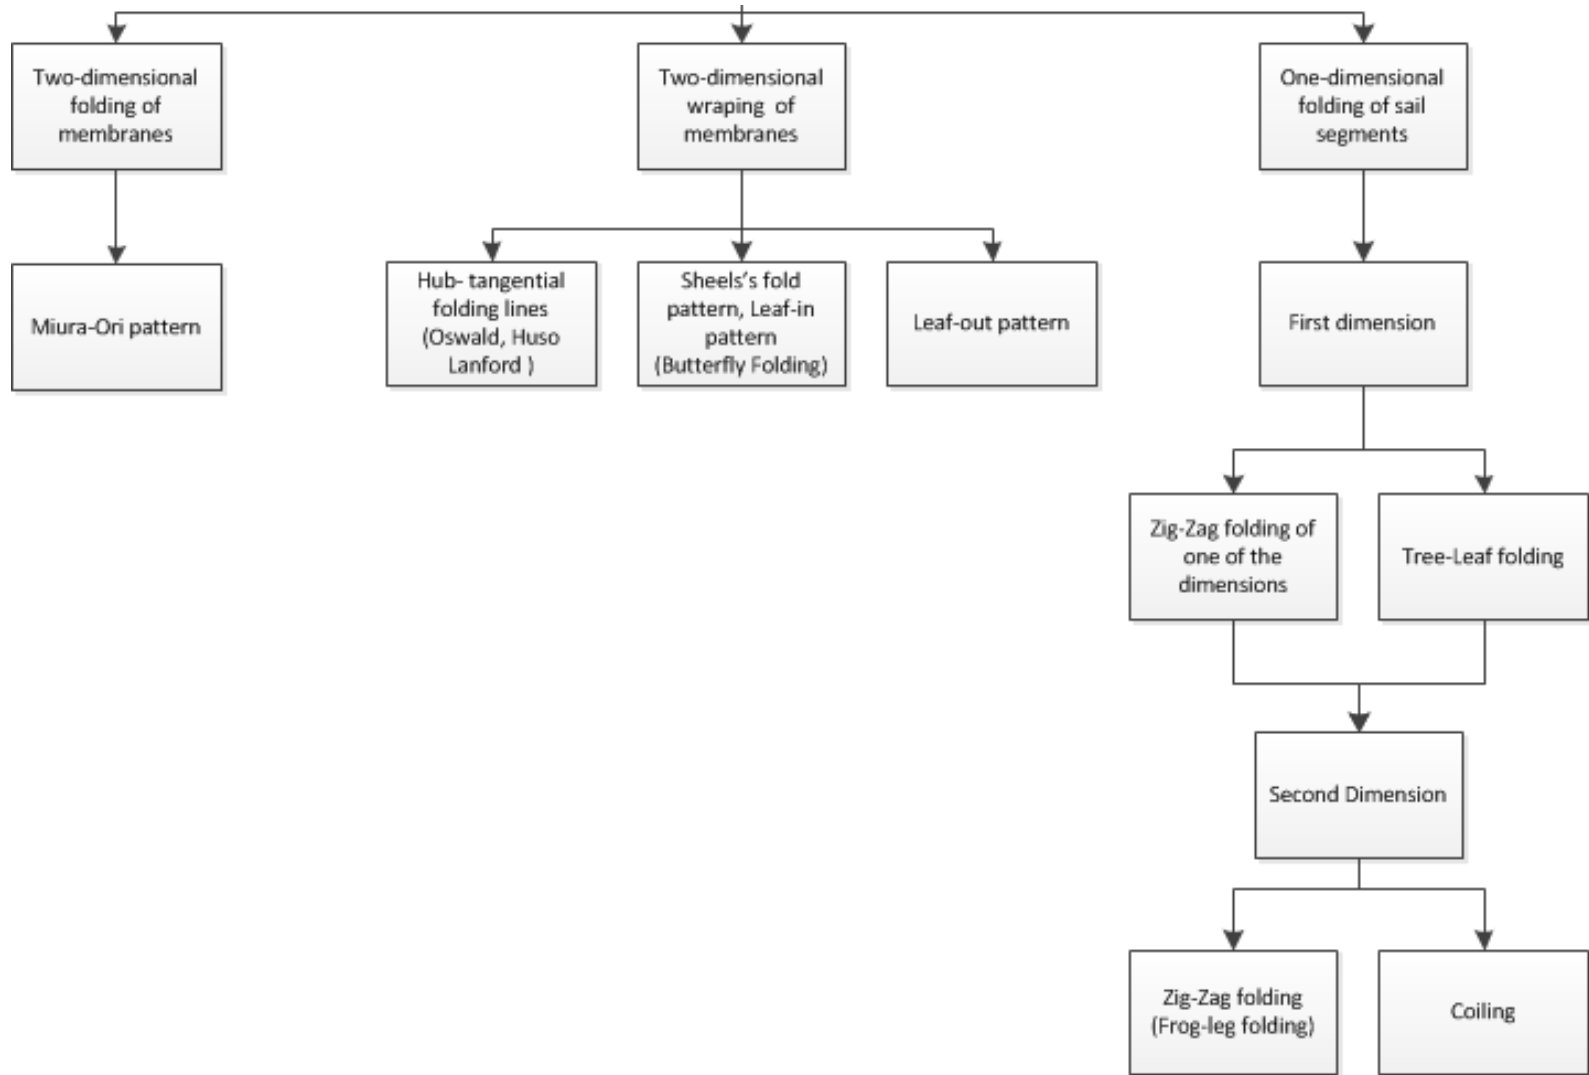 Two-dimensional
folding of
membranes
Two-dimensional
wraping of
membranes
One-dimensional
folding of sail
segments
Miura-Ori pattern
Hub- tangential
folding lines
(Oswald, Huso
Lanford )
Sheels's fold
pattern, Leaf-in
pattern
(Butterfly Folding)
Leaf-out pattern
First dimension
Zig-Zag folding of
one of the
dimensions
Tree-Leaf folding
Second Dimension
Zig-Zag folding
(Frog-leg folding)
Coiling